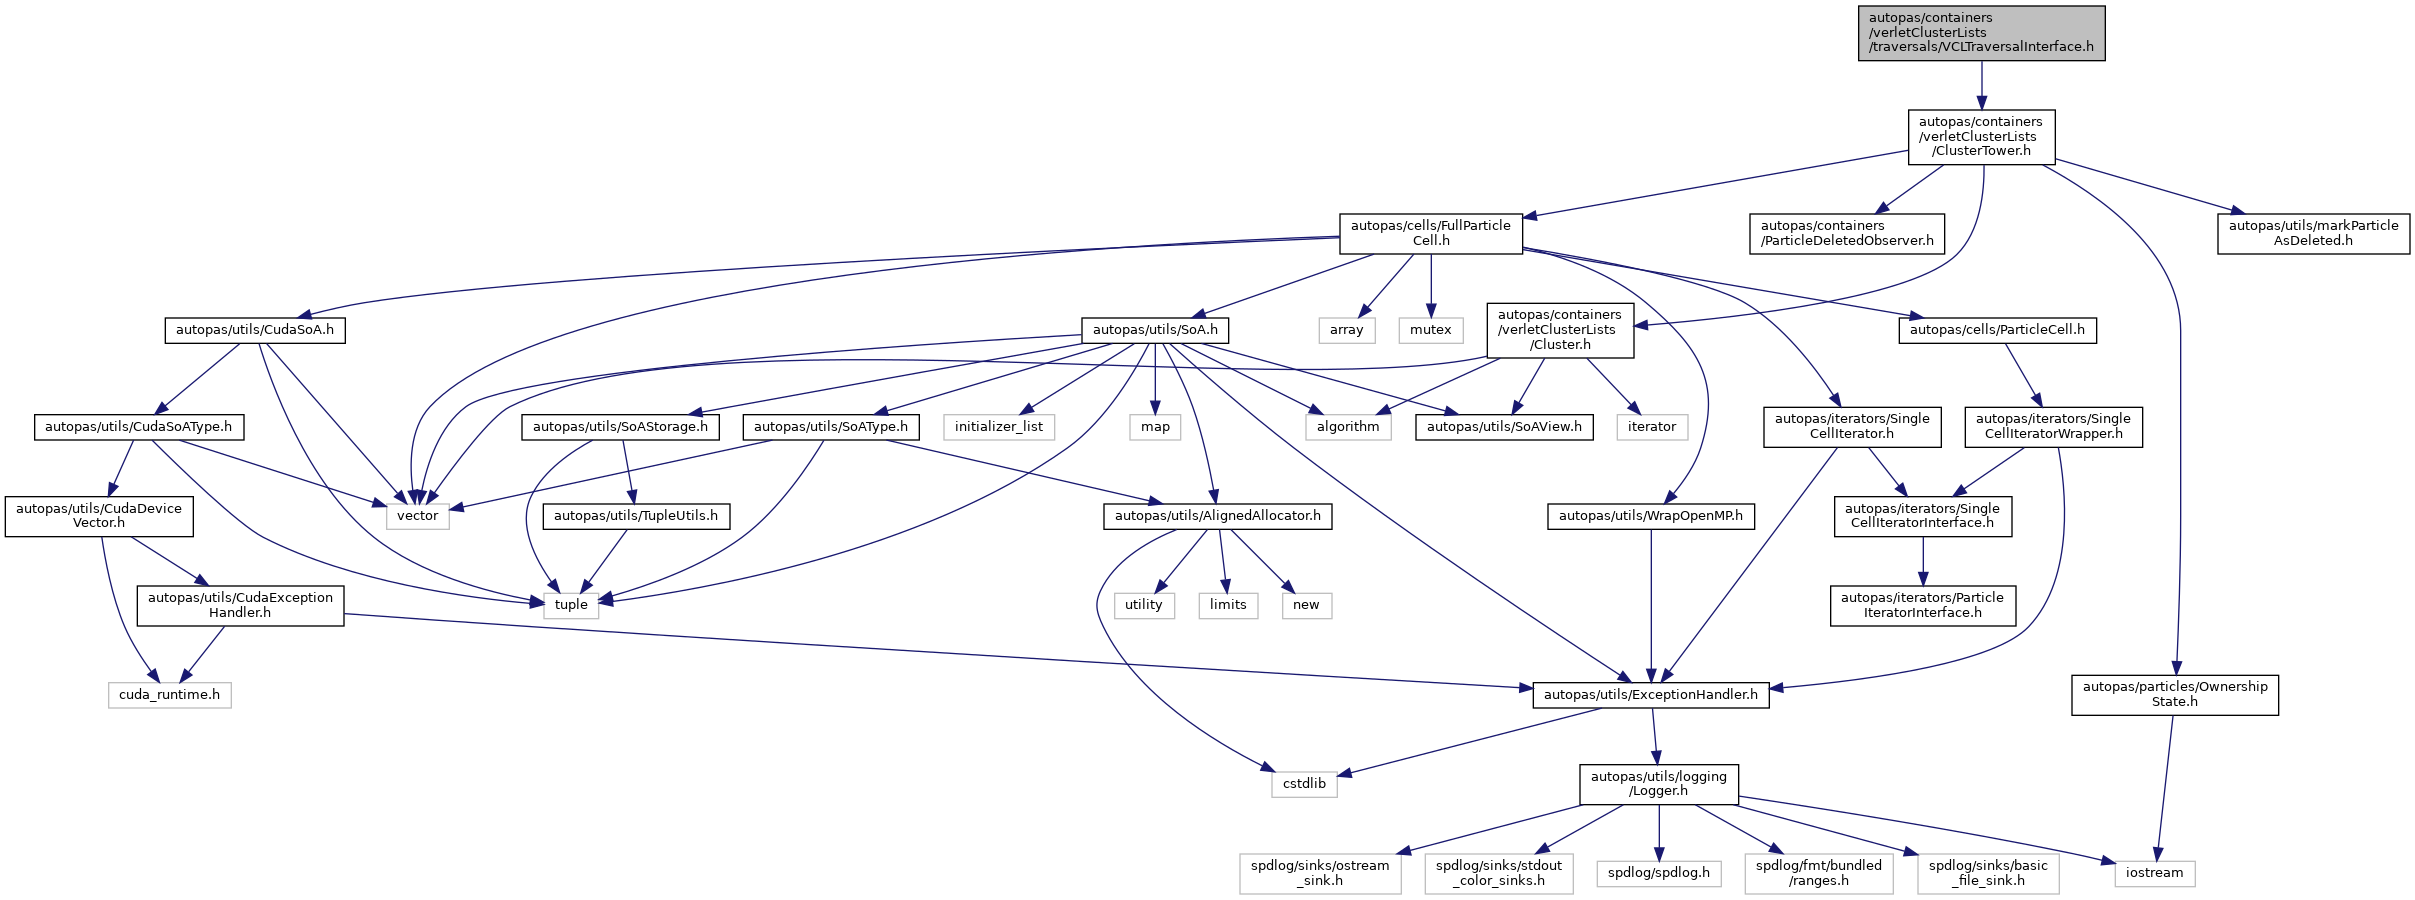 autopas/containers
/verletClusterLists
/traversals/VCLTraversalInterface.h
autopas/containers
/verletClusterLists
/ClusterTower.h
autopas/cells/FullParticle
Cell.h
autopas/containers
/ParticleDeletedObserver.h
autopas/utils/markParticle
AsDeleted.h
autopas/utils/CudaSoA.h
autopas/utils/SoA.h
array
mutex
autopas/containers
/verletClusterLists
/Cluster.h
autopas/cells/ParticleCell.h
autopas/utils/CudaSoAType.h
autopas/utils/SoAStorage.h
autopas/utils/SoAType.h
initializer_list
map
algorithm
autopas/utils/SoAView.h
iterator
autopas/iterators/Single
CellIterator.h
autopas/iterators/Single
CellIteratorWrapper.h
autopas/utils/CudaDevice
Vector.h
vector
autopas/utils/TupleUtils.h
autopas/utils/AlignedAllocator.h
autopas/utils/WrapOpenMP.h
autopas/iterators/Single
CellIteratorInterface.h
autopas/utils/CudaException
Handler.h
tuple
utility
limits
new
autopas/iterators/Particle
IteratorInterface.h
cuda_runtime.h
autopas/utils/ExceptionHandler.h
autopas/particles/Ownership
State.h
cstdlib
autopas/utils/logging
/Logger.h
spdlog/sinks/ostream
_sink.h
spdlog/sinks/stdout
_color_sinks.h
spdlog/spdlog.h
spdlog/fmt/bundled
/ranges.h
spdlog/sinks/basic
_file_sink.h
iostream